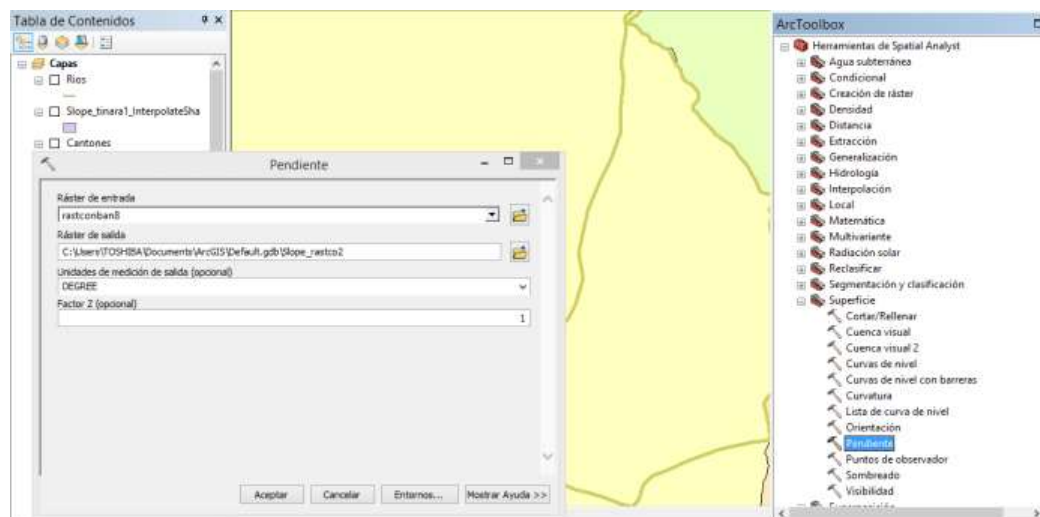 Tabla de Contenidos
Capas
Rios
Slope_tinara1_InterpolateSha
Cantones
Pendiente
Ráster de entrada
rastconban8
Ráster de salida
C:\Users\TOSHIBA\Documents\ArcGIS\Default.gdb\Slope_rastco2
Unidades de medición de salida (opcional)
DEGREE
Factor Z (opcional)
1
Aceptar
Cancelar
Entornos...
Mostrar Ayuda >>
ArcToolbox
Herramientas de Spatial Analyst
Agua subterránea
Condicional
Creación de ráster
Densidad
Distancia
Extracción
Generalización
Hidrología
Interpolación
Local
Matemática
Multivariante
Radiación solar
Reclasificar
Segmentación y clasificación
Superficie
Cortar/Rellenar
Cuenca visual
Cuenca visual 2
Curvas de nivel
Curvas de nivel con barreras
Curvatura
Lista de curva de nivel
Orientación
Pendiente
Puntos de observador
Sombreado
Visibilidad